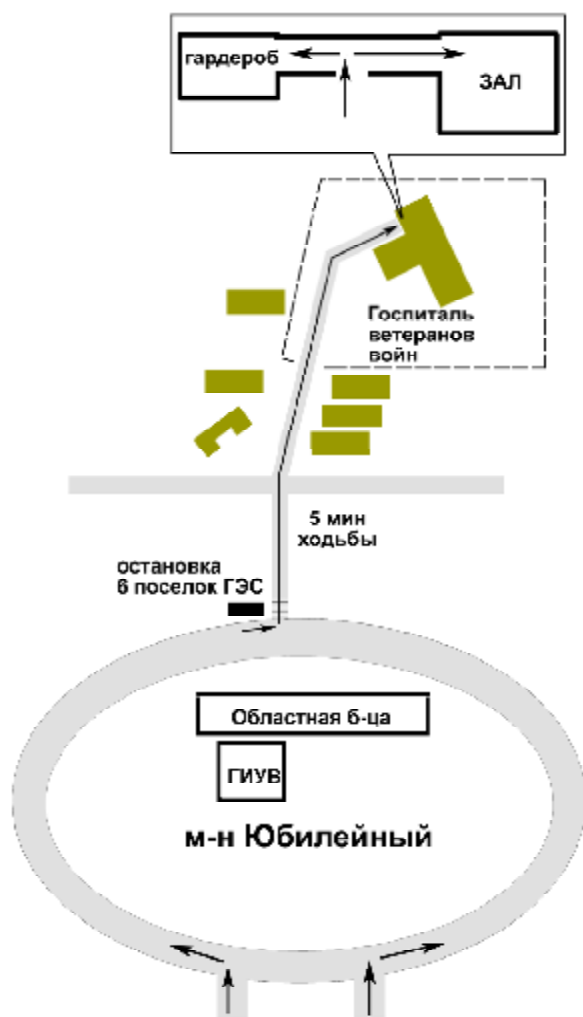 гардероб
ЗАЛ
Госпиталь
ветеранов
войн
5 мин
ходьбы
остановка
6 поселок ГЭС
Областная б-ца
ГИУВ
м-н Юбилейный